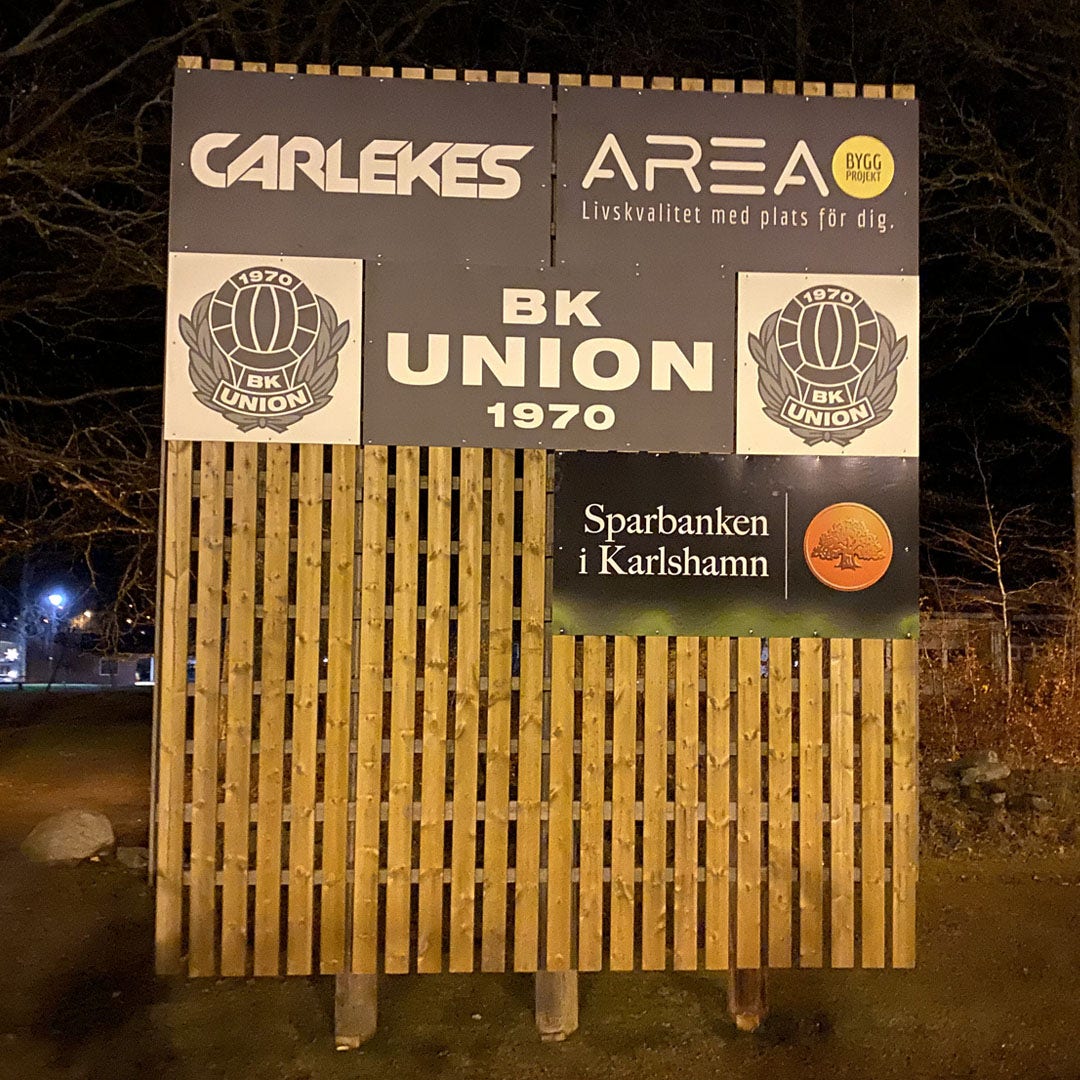 CARLEKES
AREA
BYGG
PROJEKT
Livskvalitet med plats för dig.
1970
BK
UNION
BK
UNION
1970
1970
BK
UNION
Sparbanken
i Karlshamn